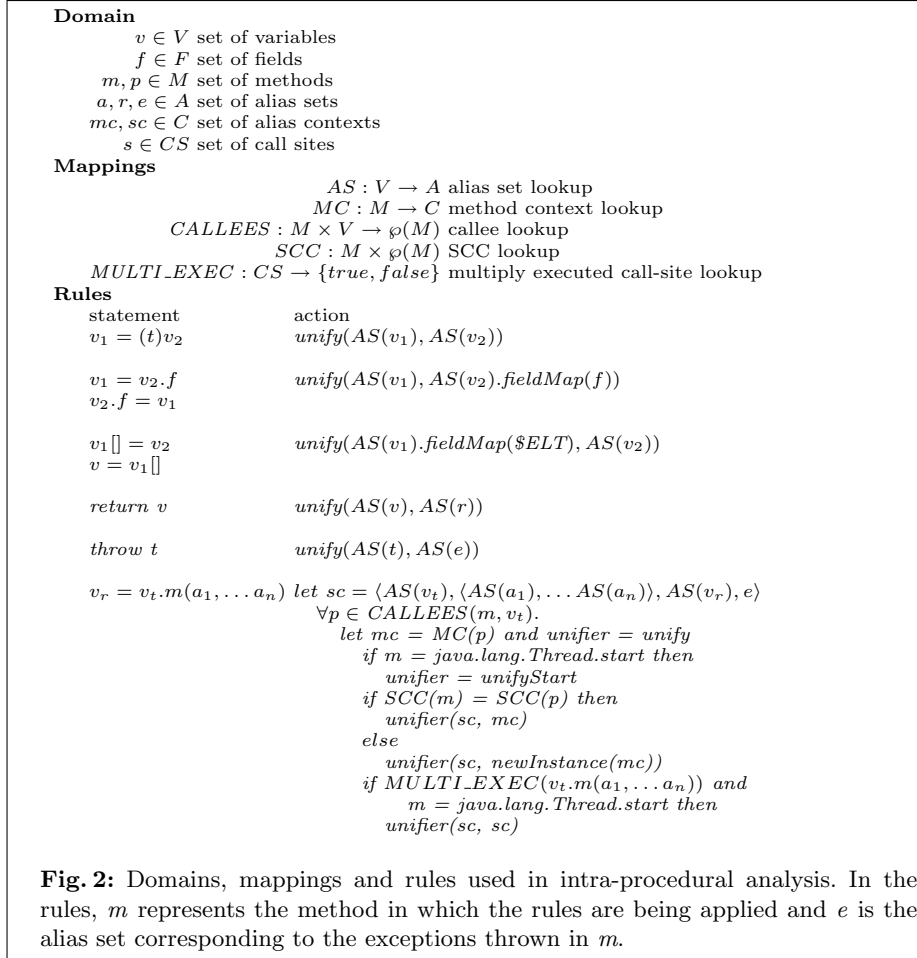 Domain
v ∈ V set of variables
f ∈ F set of fields
m, p ∈ M set of methods
a, r, e ∈ A set of alias sets
mc, sc ∈ C set of alias contexts
s ∈ CS set of call sites
Mappings
AS : V → A alias set lookup
MC : M → C method context lookup
CALLEES : M × V → ℘(M) callee lookup
SCC : M × ℘(M) SCC lookup
MULTI_EXEC : CS → {true, false} multiply executed call-site lookup
Rules
statement action
v₁ = (t)v₂ unify(AS(v₁), AS(v₂))
v₁ = v₂.f unify(AS(v₁), AS(v₂).fieldMap(f))
v₂.f = v₁
v₁[] = v₂ unify(AS(v₁).fieldMap($ELT), AS(v₂))
v = v₁[]
return v unify(AS(v), AS(r))
throw t unify(AS(t), AS(e))
vᵣ = vₜ.m(a₁, . . . aₙ) let sc = ⟨AS(vₜ), ⟨AS(a₁), . . . AS(aₙ)⟩, AS(vᵣ), e⟩
∀p ∈ CALLEES(m, vₜ).
let mc = MC(p) and unifier = unify
if m = java.lang.Thread.start then
unifier = unifyStart
if SCC(m) = SCC(p) then
unifier(sc, mc)
else
unifier(sc, newInstance(mc))
if MULTI_EXEC(vₜ.m(a₁, . . . aₙ)) and
m = java.lang.Thread.start then
unifier(sc, sc)
Fig. 2: Domains, mappings and rules used in intra-procedural analysis. In the
rules, m represents the method in which the rules are being applied and e is the
alias set corresponding to the exceptions thrown in m.